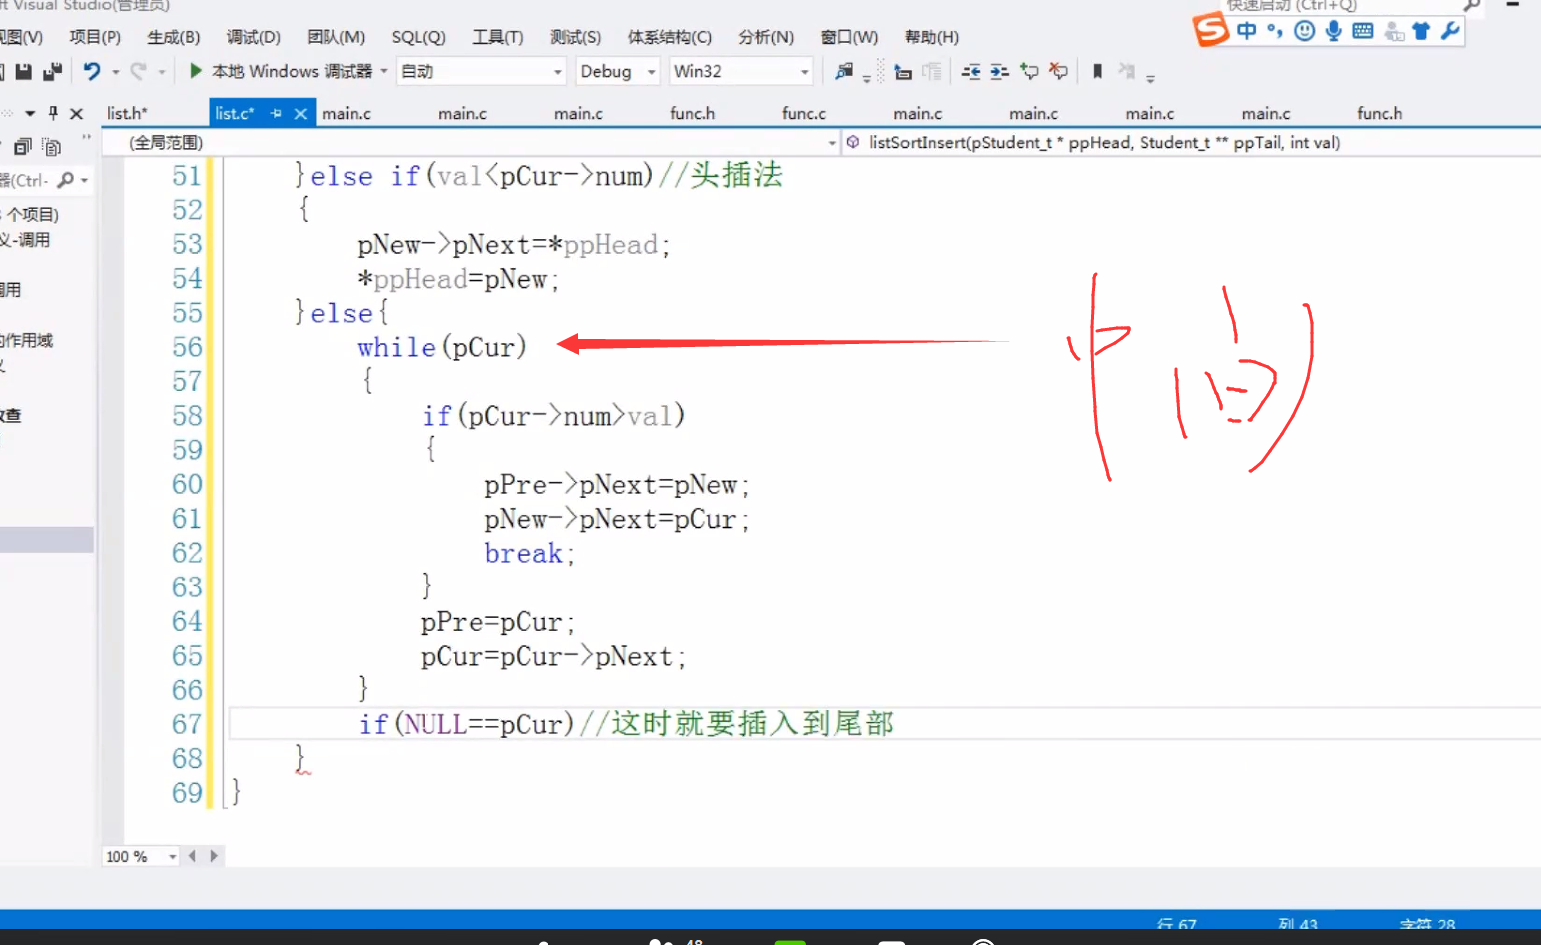 ft Visual Studio(管理员)
快速启动 (Ctrl+Q)
视图(V) 项目(P) 生成(B) 调试(D) 团队(M) SQL(Q) 工具(T) 测试(S) 体系结构(C) 分析(N) 窗口(W) 帮助(H)
中
本地 Windows 调试器 自动 Debug Win32
list.h* list.c* main.c main.c main.c func.h func.c main.c main.c main.c main.c func.h
(全局范围) listSortInsert(pStudent_t * ppHead, Student_t ** ppTail, int val)
器(Ctrl-
个项目)
义-调用
调用
的作用域
义
改查
51 }else if(val<pCur->num)//头插法
52 {
53 pNew->pNext=*ppHead;
54 *ppHead=pNew;
55 }else{
56 while(pCur)
57 {
58 if(pCur->num>val)
59 {
60 pPre->pNext=pNew;
61 pNew->pNext=pCur;
62 break;
63 }
64 pPre=pCur;
65 pCur=pCur->pNext;
66 }
67 if(NULL==pCur)//这时就要插入到尾部
68 }
69 }
中间
100 %
行 67 列 43 字符 28
48